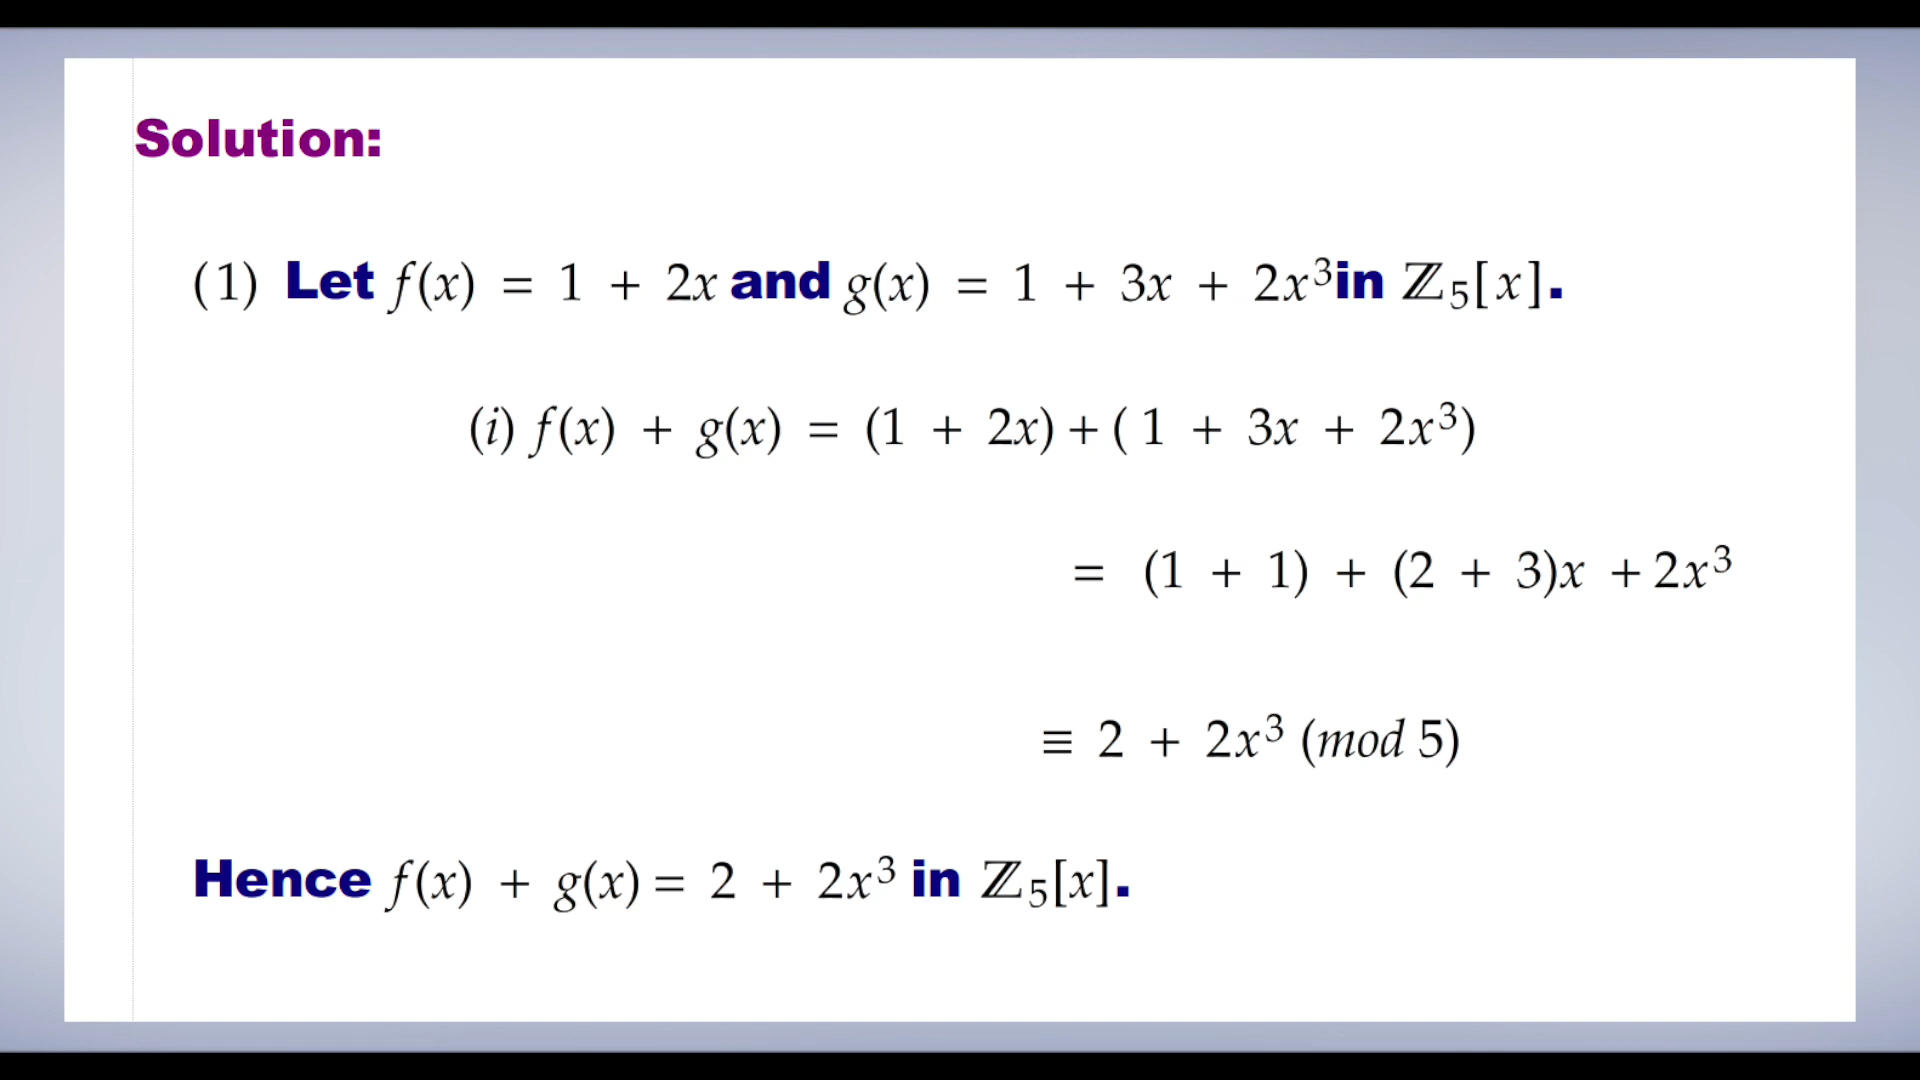 Solution:
(1) Let f(x) = 1 + 2x and g(x) = 1 + 3x + 2x³in ℤ₅[x].
(i) f(x) + g(x) = (1 + 2x)+( 1 + 3x + 2x³)
= (1 + 1) + (2 + 3)x +2x³
≡ 2 + 2x³ (mod 5)
Hence f(x) + g(x)= 2 + 2x³ in ℤ₅[x].